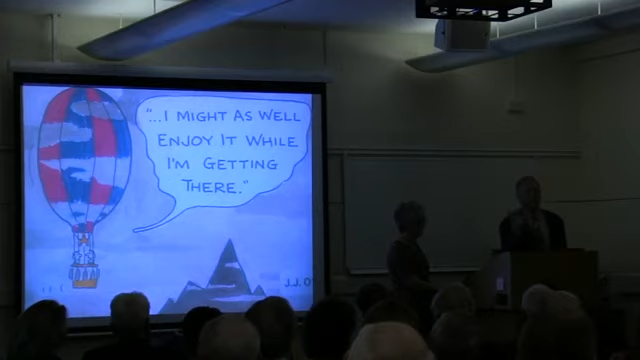 "...I MIGHT AS WELL
ENJOY IT WHILE
I'M GETTING
THERE."
J.J. O'